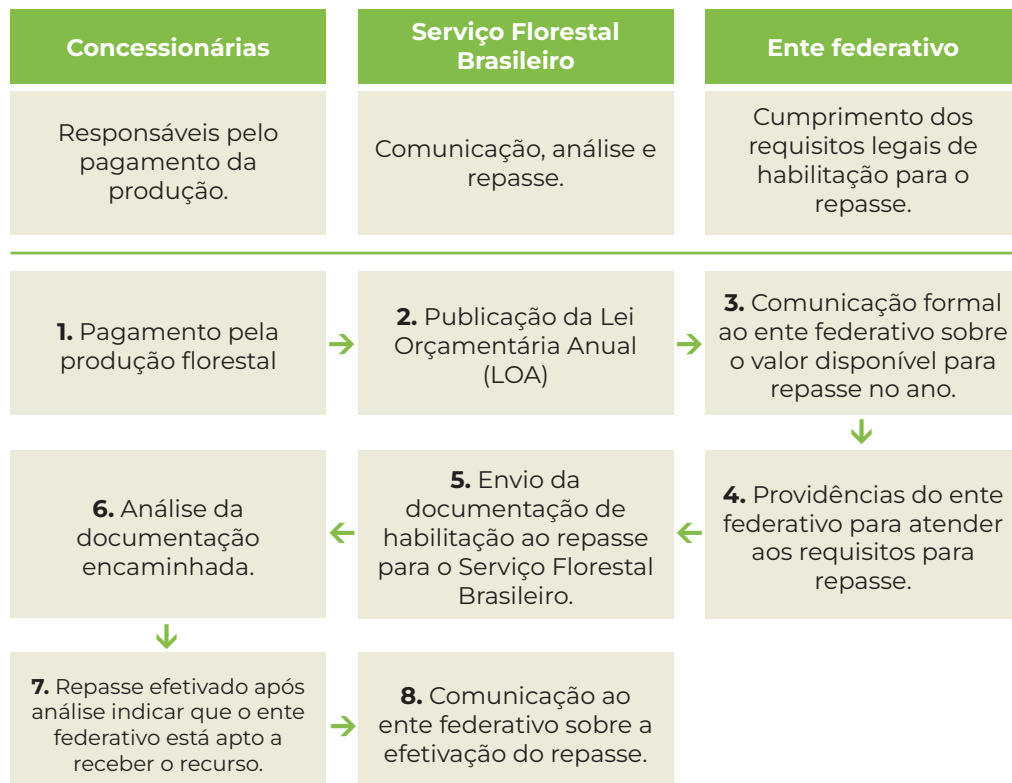 Concessionárias
Serviço Florestal
Brasileiro
Ente federativo
Responsáveis pelo
pagamento da
produção.
Comunicação, análise e
repasse.
Cumprimento dos
requisitos legais de
habilitação para o
repasse.
1. Pagamento pela
produção florestal
2. Publicação da Lei
Orçamentária Anual
(LOA)
3. Comunicação formal
ao ente federativo sobre
o valor disponível para
repasse no ano.
4. Providências do ente
federativo para atender
aos requisitos para
repasse.
5. Envio da
documentação de
habilitação ao repasse
para o Serviço Florestal
Brasileiro.
6. Análise da
documentação
encaminhada.
7. Repasse efetivado após
análise indicar que o ente
federativo está apto a
receber o recurso.
8. Comunicação ao
ente federativo sobre a
efetivação do repasse.